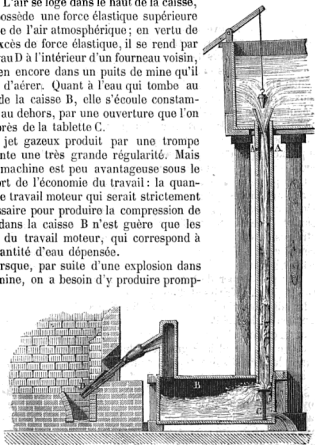 L'air se loge dans le haut de la caisse,
ossède une force élastique supérieure
e de l'air atmosphérique; en vertu de
xcès de force élastique, il se rend par
au D à l'intérieur d'un fourneau voisin,
en encore dans un puits de mine qu'il
d'aérer. Quant à l'eau qui tombe au
de la caisse B, elle s'écoule constam-
au dehors, par une ouverture que l'on
près de la tablette C.
jet gazeux produit par une trompe
nte une très grande régularité. Mais
machine est peu avantageuse sous le
ort de l'économie du travail: la quan-
e travail moteur qui serait strictement
ssaire pour produire la compression de
dans la caisse B n'est guère que les
du travail moteur, qui correspond à
antité d'eau dépensée.
rsque, par suite d'une explosion dans
nine, on a besoin d'y produire promp-
A
B
C